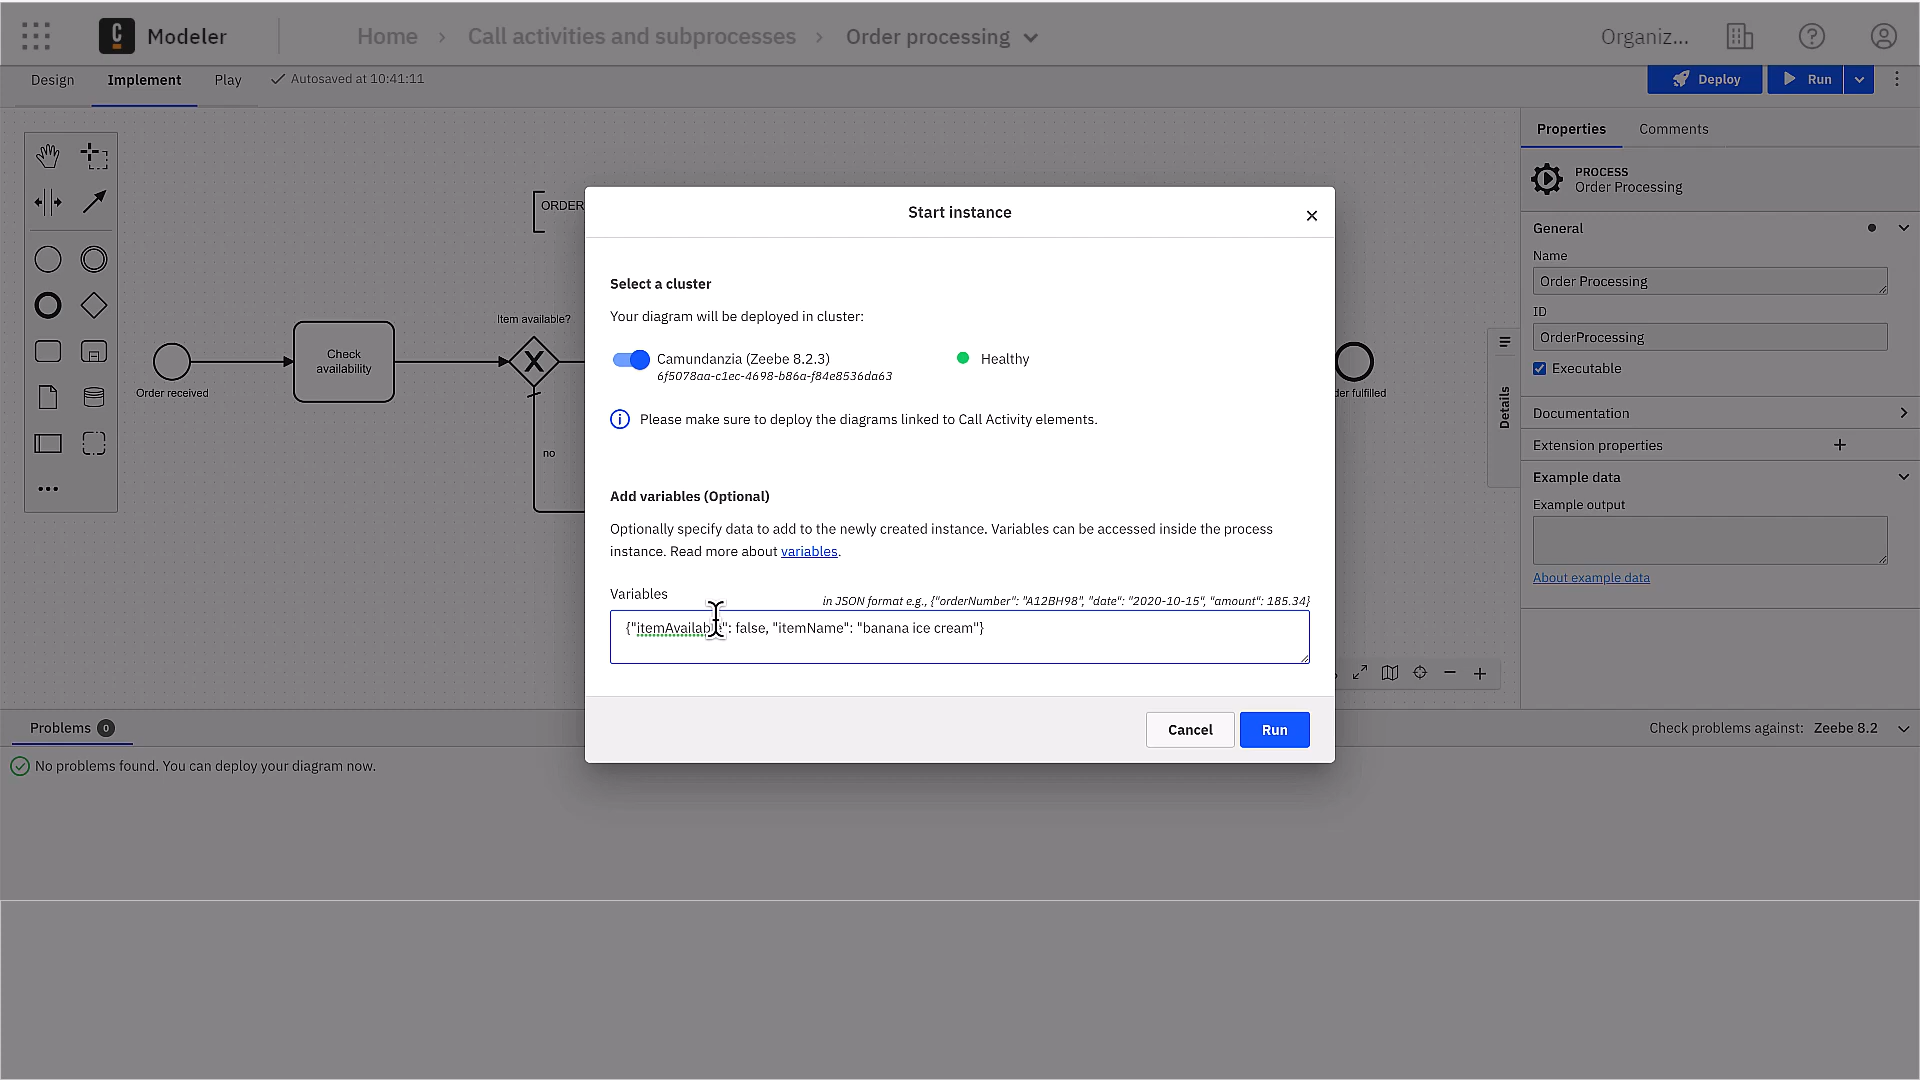 Modeler
Home > Call activities and subprocesses > Order processing
Organiz...
Design
Implement
Play
Autosaved at 10:41:11
Deploy
Run
ORDER
Item available?
Check
availability
Order received
no
der fulfilled
Start instance
Select a cluster
Your diagram will be deployed in cluster:
Camundanzia (Zeebe 8.2.3)
6f5078aa-c1ec-4698-b86a-f84e8536da63
Healthy
Please make sure to deploy the diagrams linked to Call Activity elements.
Add variables (Optional)
Optionally specify data to add to the newly created instance. Variables can be accessed inside the process
instance. Read more about variables.
Variables
in JSON format e.g., {"orderNumber": "A12BH98", "date": "2020-10-15", "amount": 185.34}
{"itemAvailable": false, "itemName": "banana ice cream"}
Cancel
Run
Details
Properties
Comments
PROCESS
Order Processing
General
Name
Order Processing
ID
OrderProcessing
Executable
Documentation
Extension properties
Example data
Example output
About example data
Problems 0
Check problems against: Zeebe 8.2
No problems found. You can deploy your diagram now.